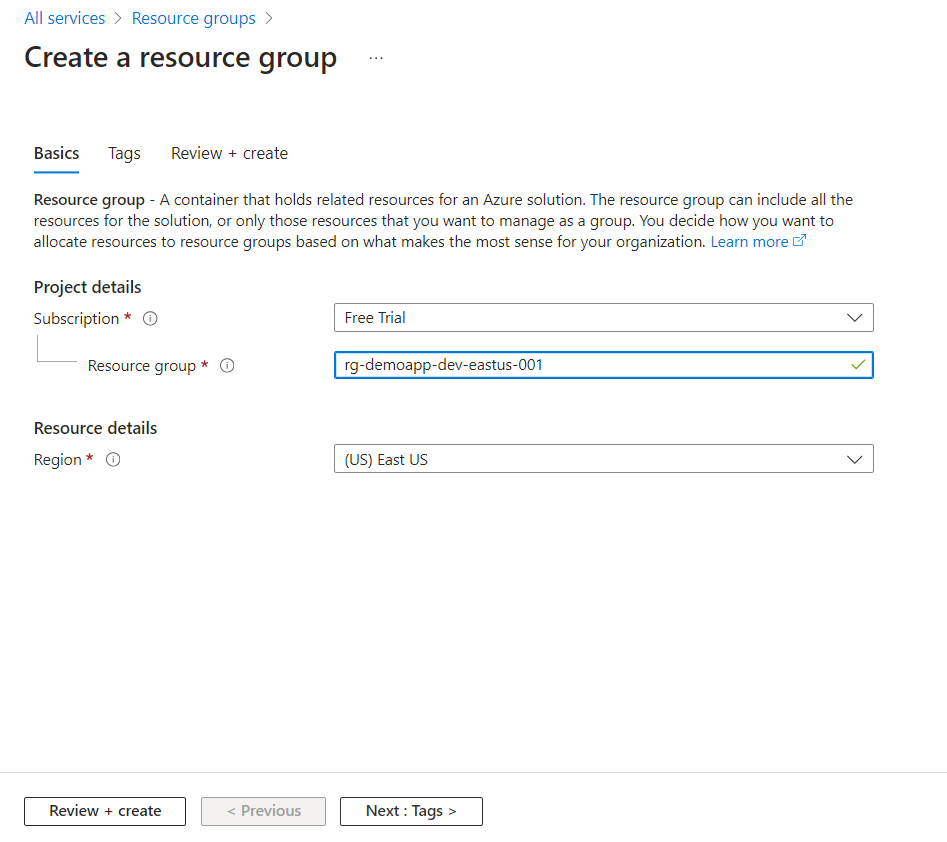 All services > Resource groups >
Create a resource group ...
Basics Tags Review + create
Resource group - A container that holds related resources for an Azure solution. The resource group can include all the
resources for the solution, or only those resources that you want to manage as a group. You decide how you want to
allocate resources to resource groups based on what makes the most sense for your organization. Learn more
Project details
Subscription * Free Trial
Resource group * rg-demoapp-dev-eastus-001
Resource details
Region * (US) East US
Review + create < Previous Next : Tags >